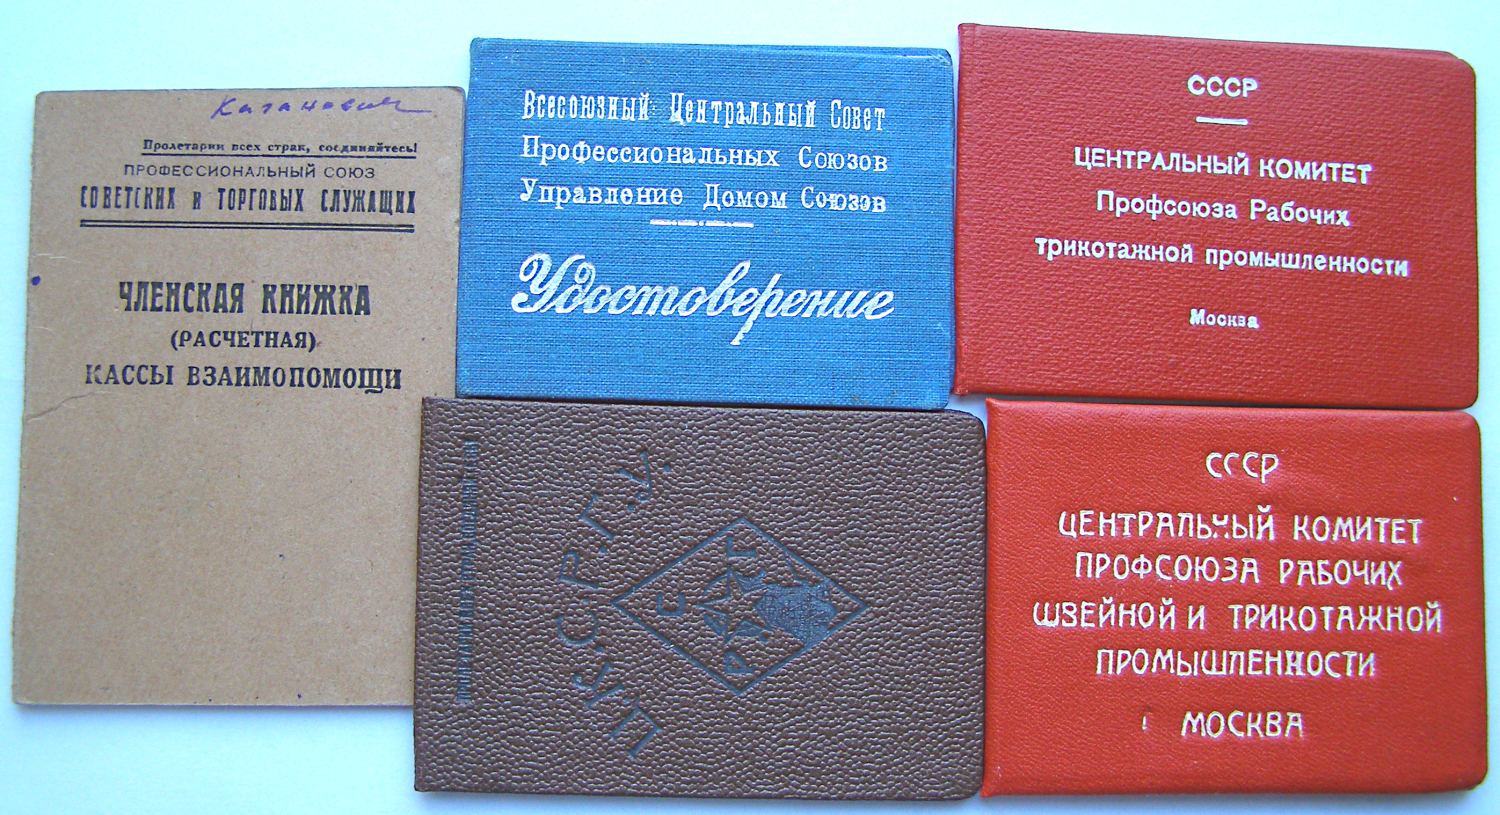 Каганович
Пролетарии всех стран, соединяйтесь!
ПРОФЕССИОНАЛЬНЫЙ СОЮЗ
СОВЕТСКИХ и ТОРГОВЫХ СЛУЖАЩИХ
ЧЛЕНСКАЯ КНИЖКА
(РАСЧЕТНАЯ)
КАССЫ ВЗАИМОПОМОЩИ
Всесоюзный Центральный Совет
Профессиональных Союзов
Управление Домом Союзов
Удостоверение
СССР
ЦЕНТРАЛЬНЫЙ КОМИТЕТ
Профсоюза Рабочих
трикотажной промышленности
Москва
П.С.Р.Г.У.
СССР
ЦЕНТРАЛЬНЫЙ КОМИТЕТ
ПРОФСОЮЗА РАБОЧИХ
ШВЕЙНОЙ И ТРИКОТАЖНОЙ
ПРОМЫШЛЕННОСТИ
МОСКВА